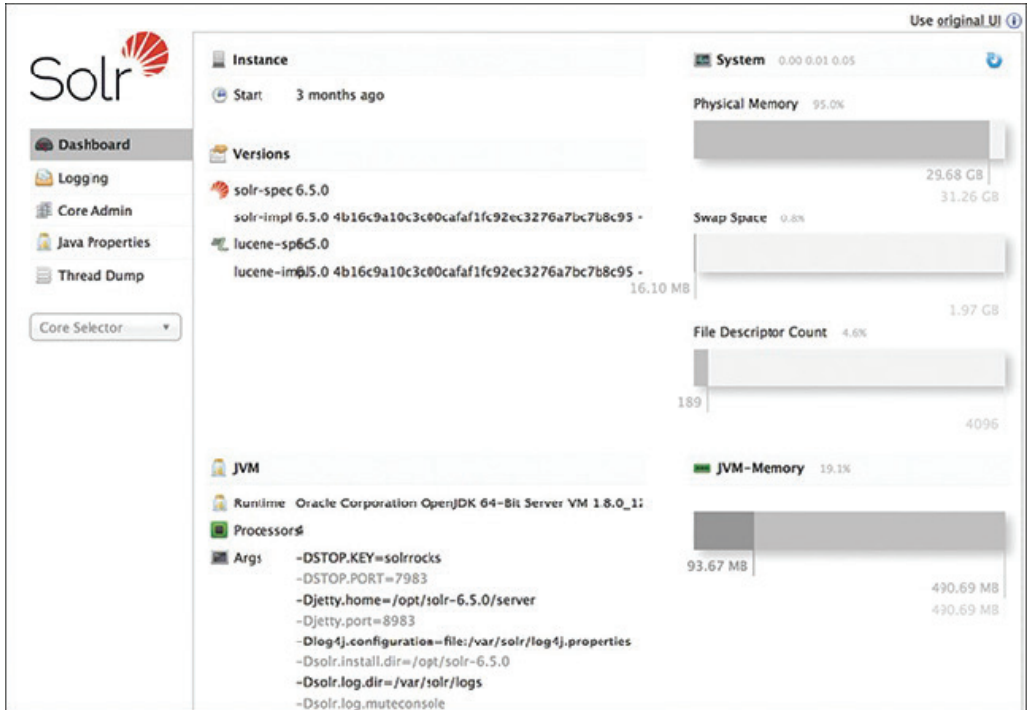 Use original UI
Solr
Dashboard
Logging
Core Admin
Java Properties
Thread Dump
Core Selector
Instance
Start 3 months ago
Versions
solr-spec 6.5.0
solr-impl 6.5.0 4b16c9a10c3c00cafaf1fc92ec3276a7bc7b8c95 -
lucene-spec 6.5.0
lucene-impl 6.5.0 4b16c9a10c3c00cafaf1fc92ec3276a7bc7b8c95 -
JVM
Runtime Oracle Corporation OpenJDK 64-Bit Server VM 1.8.0_12
Processors 4
Args -DSTOP.KEY=solrrocks
-DSTOP.PORT=7983
-Djetty.home=/opt/solr-6.5.0/server
-Djetty.port=8983
-Dlog4j.configuration=file:/var/solr/log4j.properties
-Dsolr.install.dir=/opt/solr-6.5.0
-Dsolr.log.dir=/var/solr/logs
-Dsolr.log.muteconsole
System 0.00 0.01 0.05
Physical Memory 95.0%
29.68 GB
31.26 GB
Swap Space 0.8%
16.10 MB
1.97 GB
File Descriptor Count 4.6%
189
4096
JVM-Memory 19.1%
93.67 MB
490.69 MB
490.69 MB